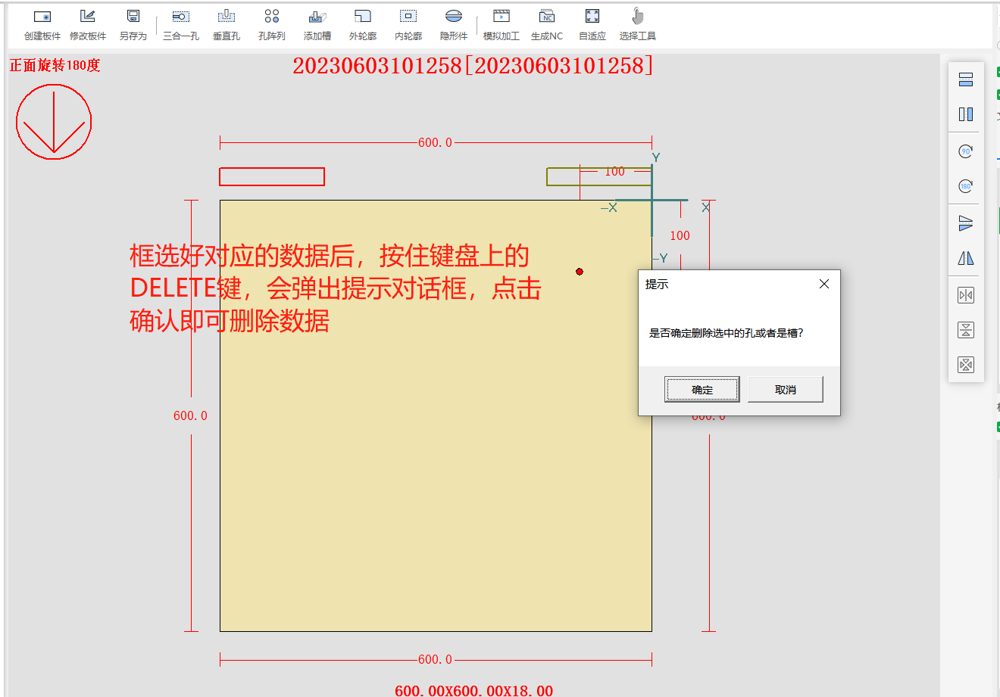 创建板件 修改板件 另存为 三合一孔 垂直孔 孔阵列 添加槽 外轮廓 内轮廓 隐形件 模拟加工 生成NC 自适应 选择工具
NC
正面旋转180度
20230603101258[20230603101258]
600.0
Y
100
-X
X
100
-Y
90
180
框选好对应的数据后，按住键盘上的
DELETE键，会弹出提示对话框，点击
确认即可删除数据
提示
是否确定删除选中的孔或者是槽?
确定 取消
600.0
600.0
600.0
600.00X600.00X18.00